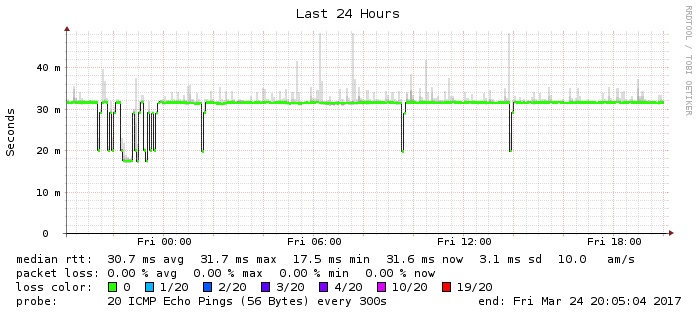 Last 24 Hours
RRDTOOL / TOBI OETIKER
Seconds
40 m
30 m
20 m
10 m
0
Fri 00:00 Fri 06:00 Fri 12:00 Fri 18:00
median rtt: 30.7 ms avg 31.7 ms max 17.5 ms min 31.6 ms now 3.1 ms sd 10.0 am/s
packet loss: 0.00 % avg 0.00 % max 0.00 % min 0.00 % now
loss color: 0 1/20 2/20 3/20 4/20 10/20 19/20
probe: 20 ICMP Echo Pings (56 Bytes) every 300s end: Fri Mar 24 20:05:04 2017